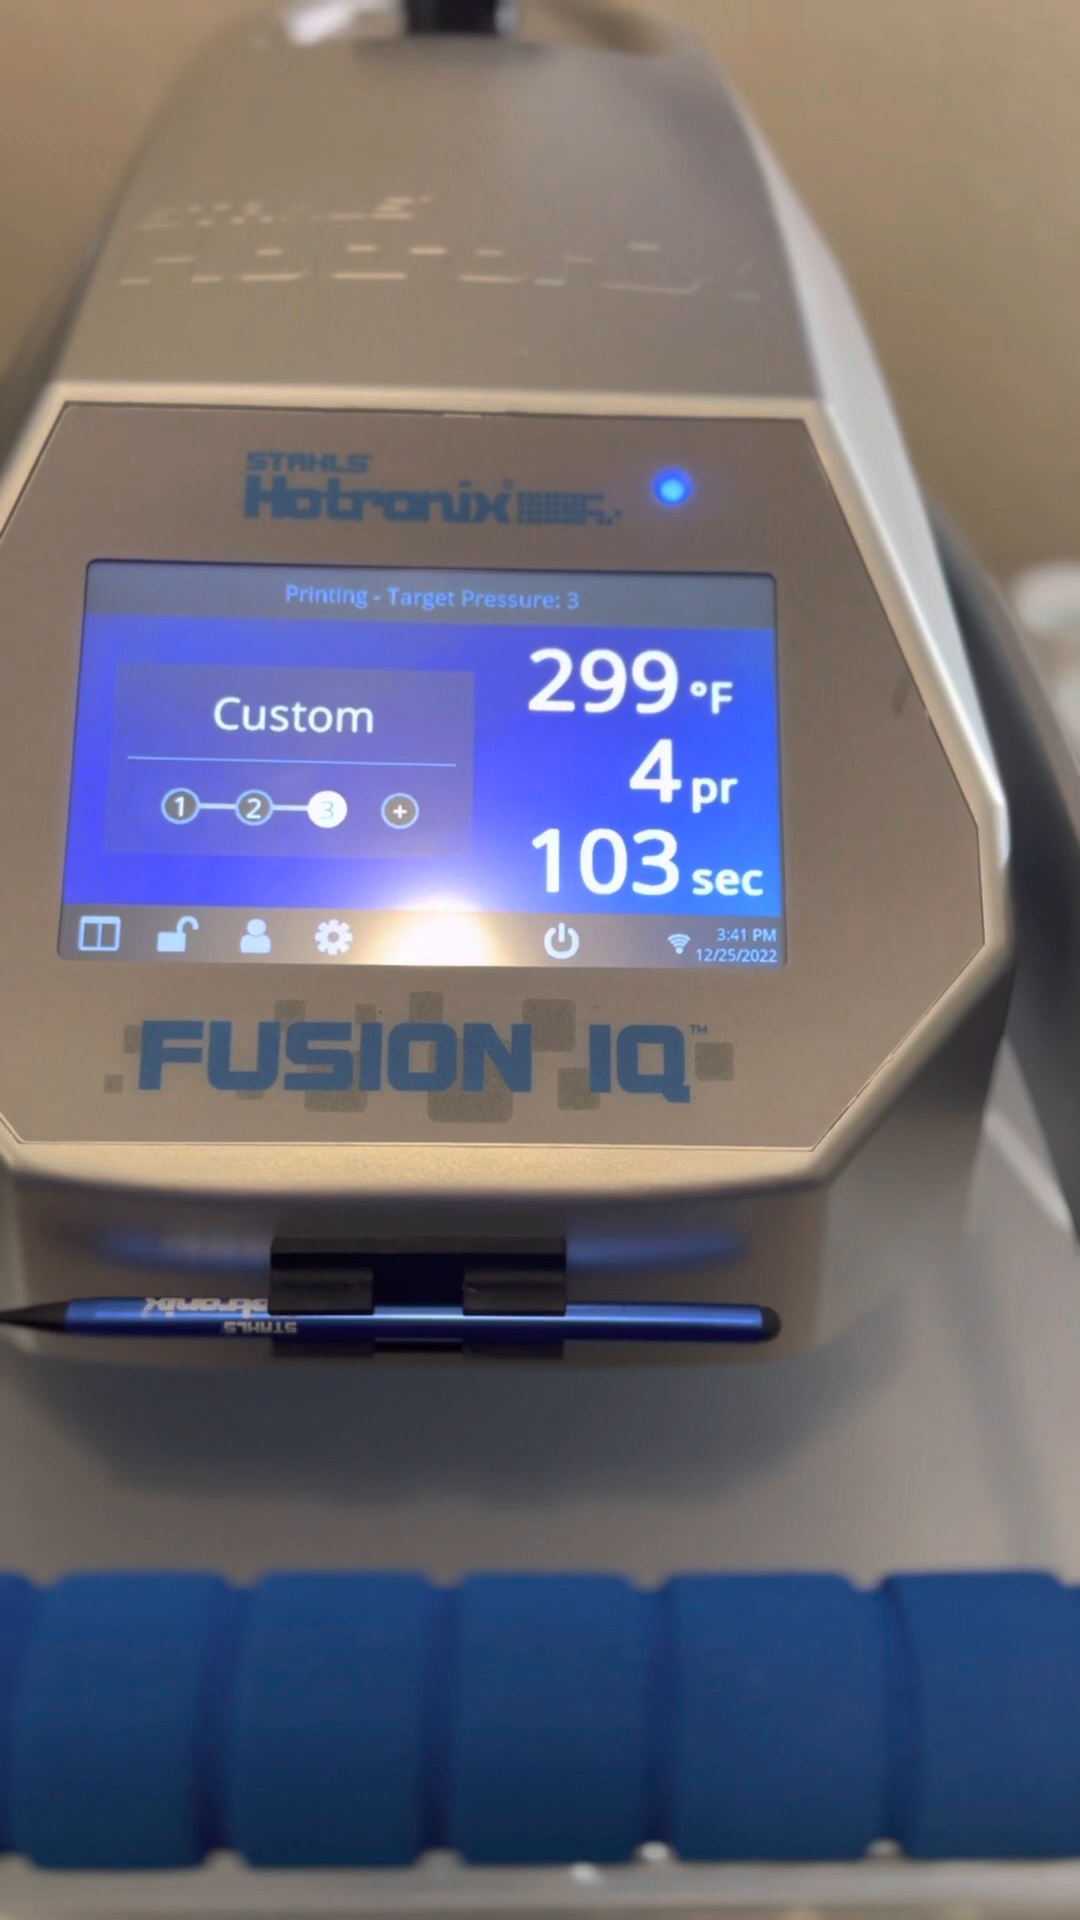 STAHLS'
Hotronix®
Printing - Target Pressure: 3
Custom
1 2 3 +
299 °F
4 pr
103 sec
3:41 PM
12/25/2022
FUSION IQ™
STAHLS'